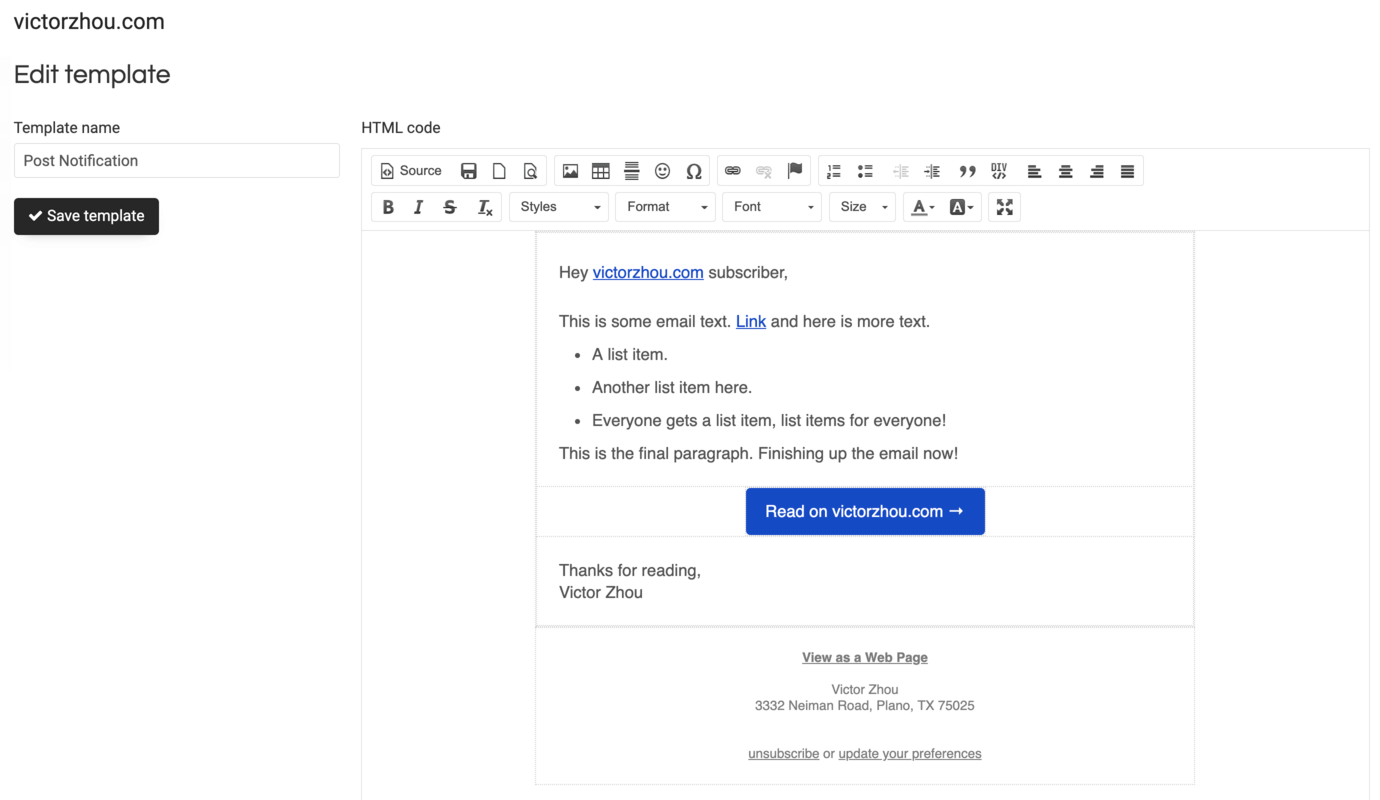 victorzhou.com
Edit template
Template name
HTML code
Post Notification
Save template
Source
Styles
Format
Font
Size
Hey victorzhou.com subscriber,
This is some email text. Link and here is more text.
• A list item.
• Another list item here.
• Everyone gets a list item, list items for everyone!
This is the final paragraph. Finishing up the email now!
Read on victorzhou.com →
Thanks for reading,
Victor Zhou
View as a Web Page
Victor Zhou
3332 Neiman Road, Plano, TX 75025
unsubscribe or update your preferences